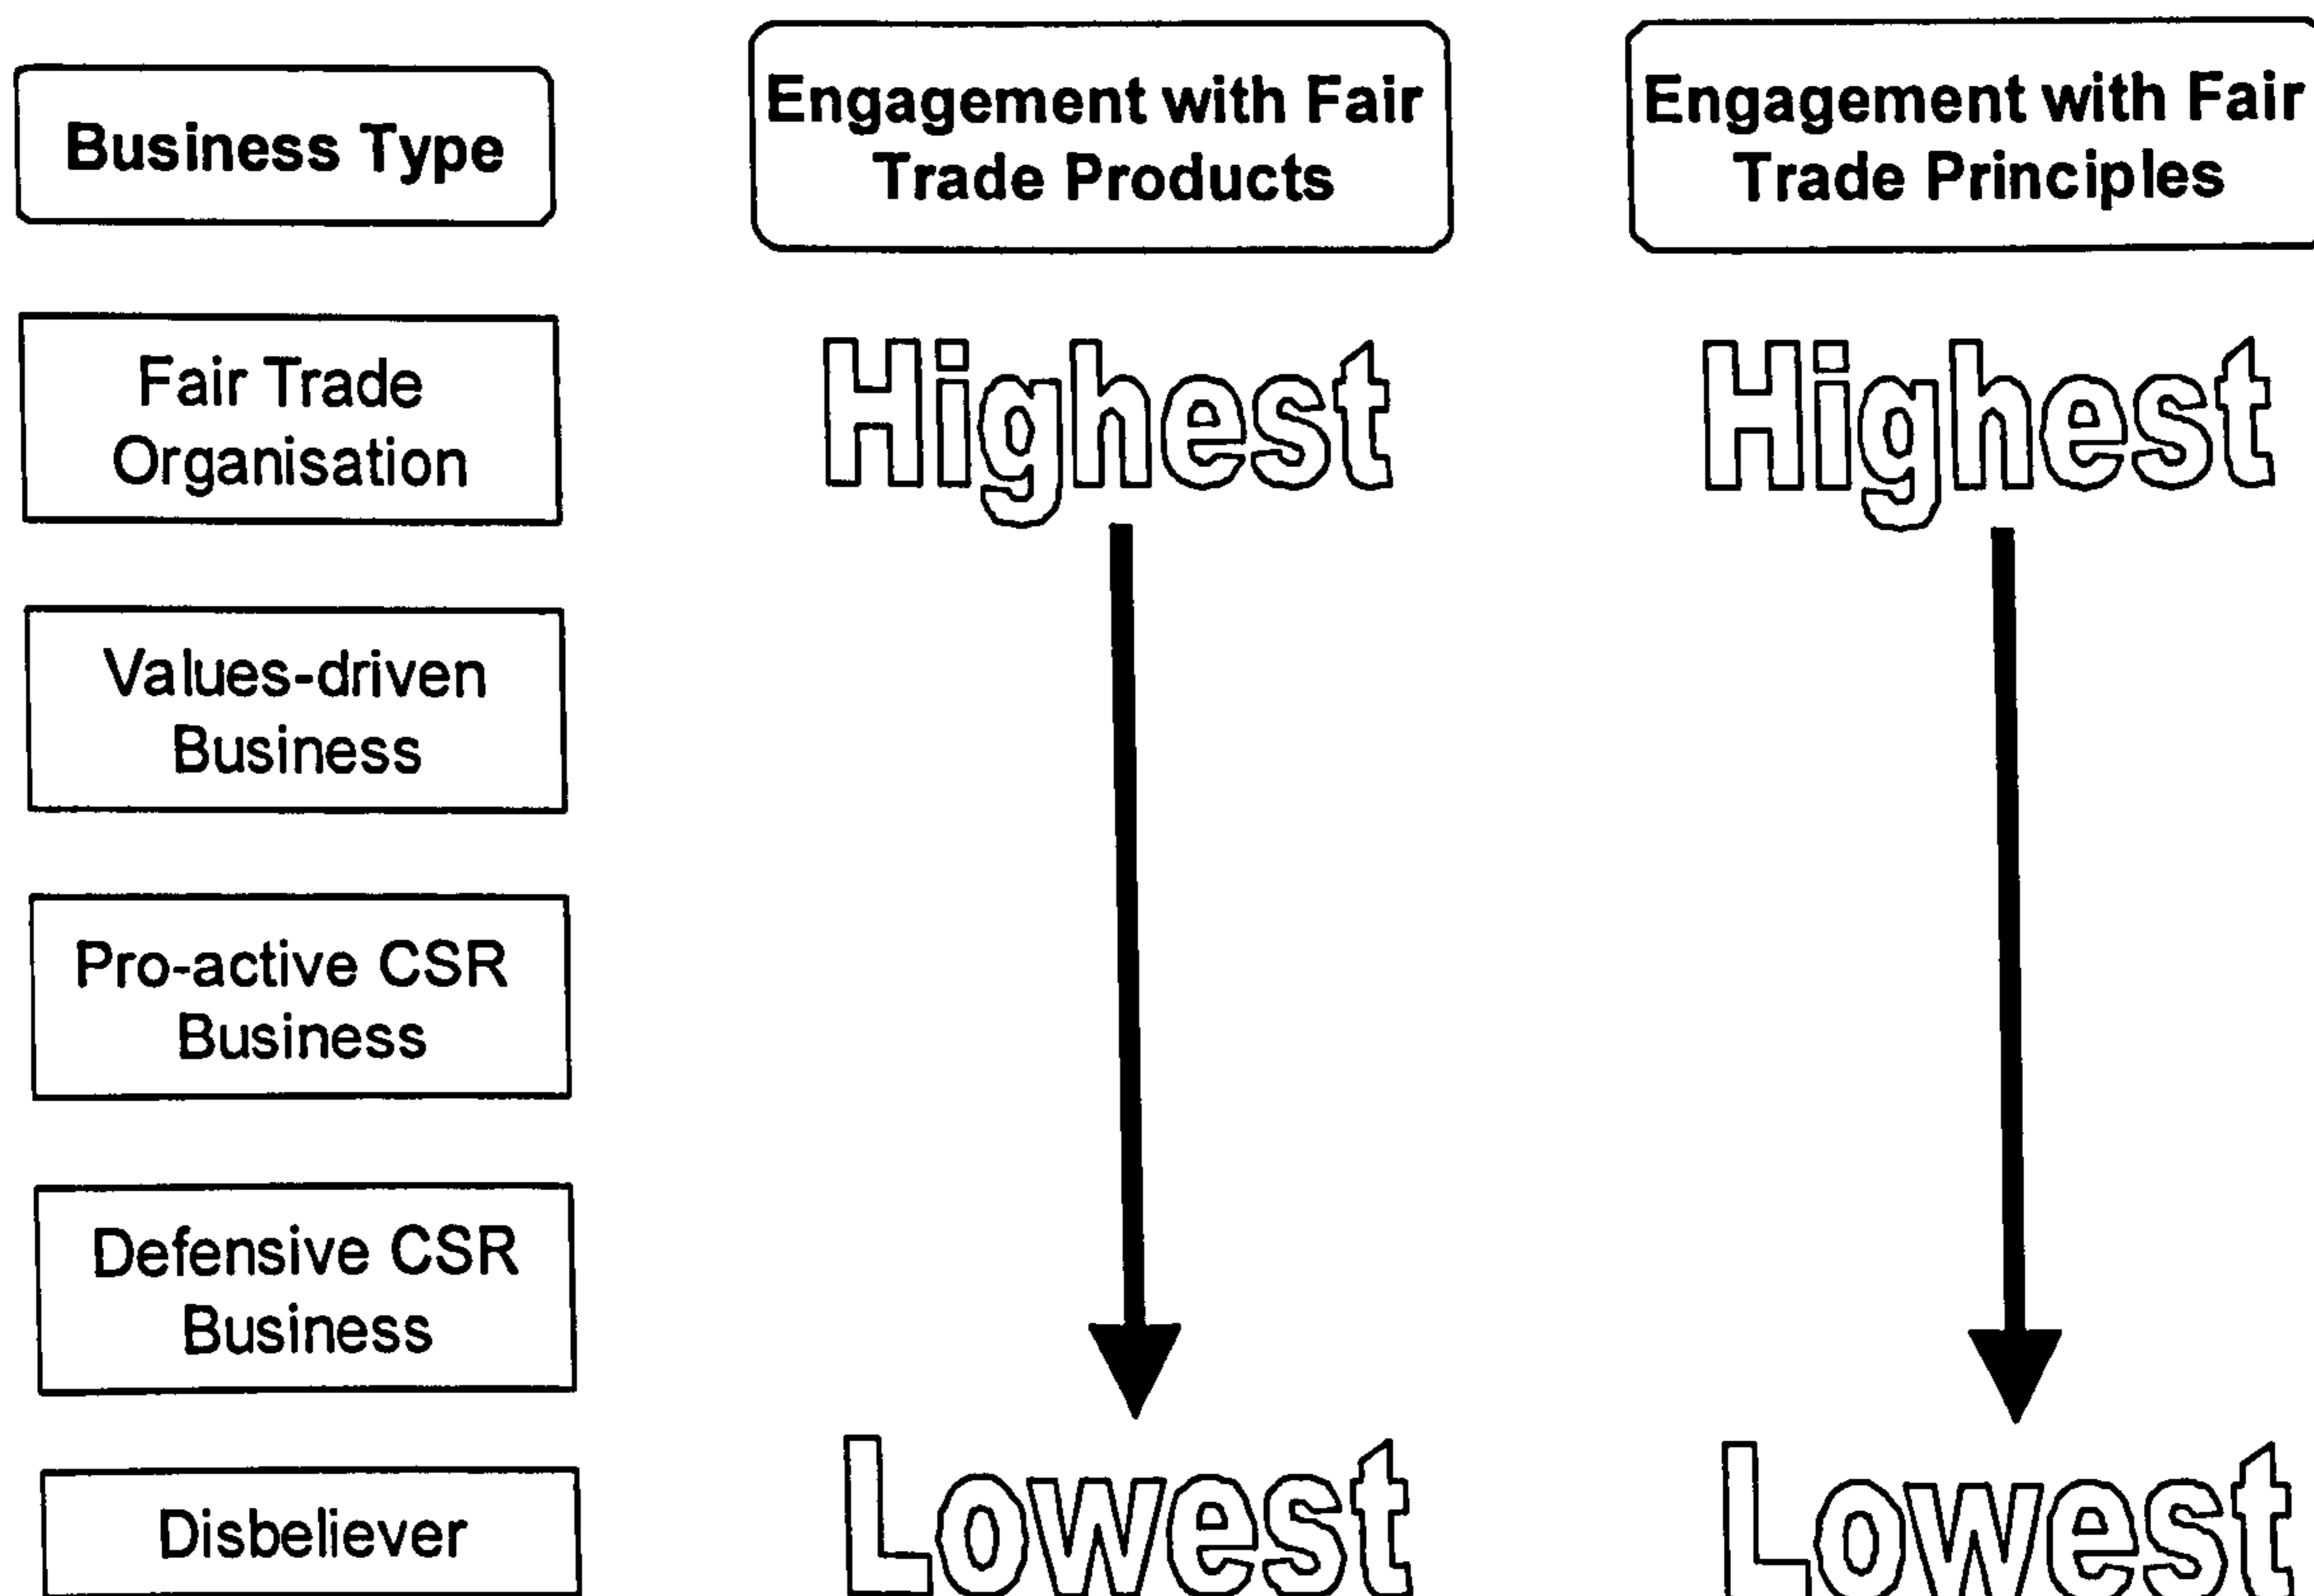 Business Type
Engagement with Fair
Trade Products
Engagement with Fair
Trade Principles
Fair Trade
Organisation
Highest
Highest
Values-driven
Business
Pro-active CSR
Business
Defensive CSR
Business
Disbeliever
Lowest
Lowest